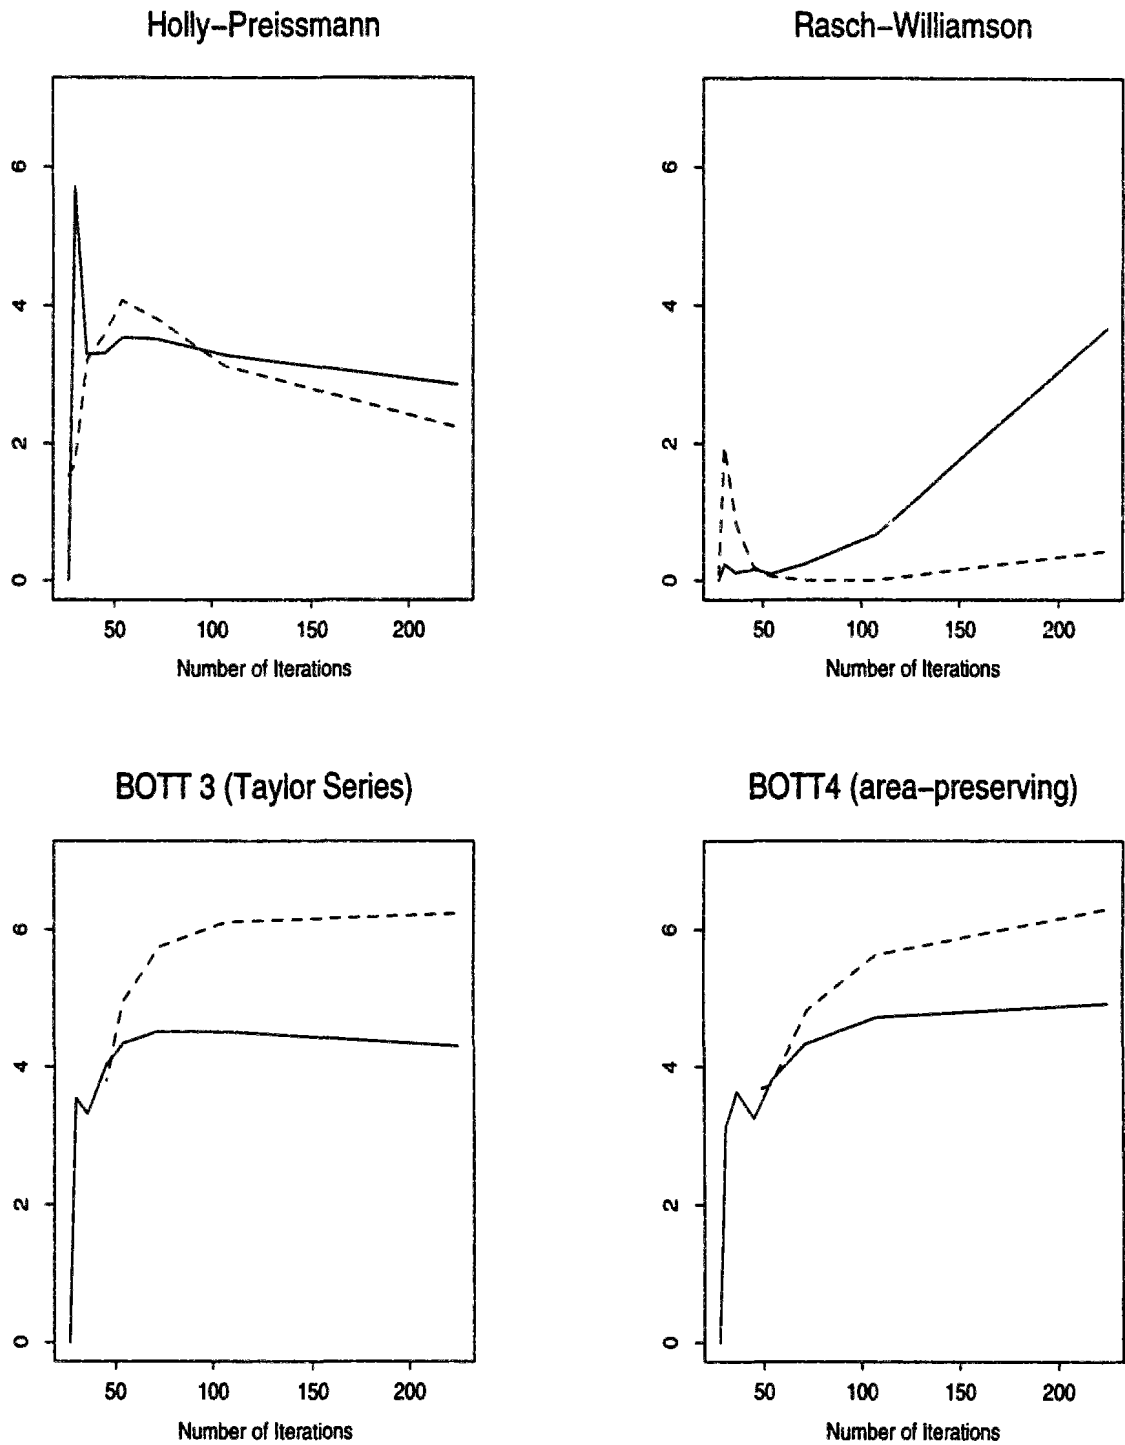 Holly–Preissmann
Rasch–Williamson
6
4
2
0
50 100 150 200
Number of Iterations
6
4
2
0
50 100 150 200
Number of Iterations
BOTT 3 (Taylor Series)
BOTT4 (area–preserving)
6
4
2
0
50 100 150 200
Number of Iterations
6
4
2
0
50 100 150 200
Number of Iterations